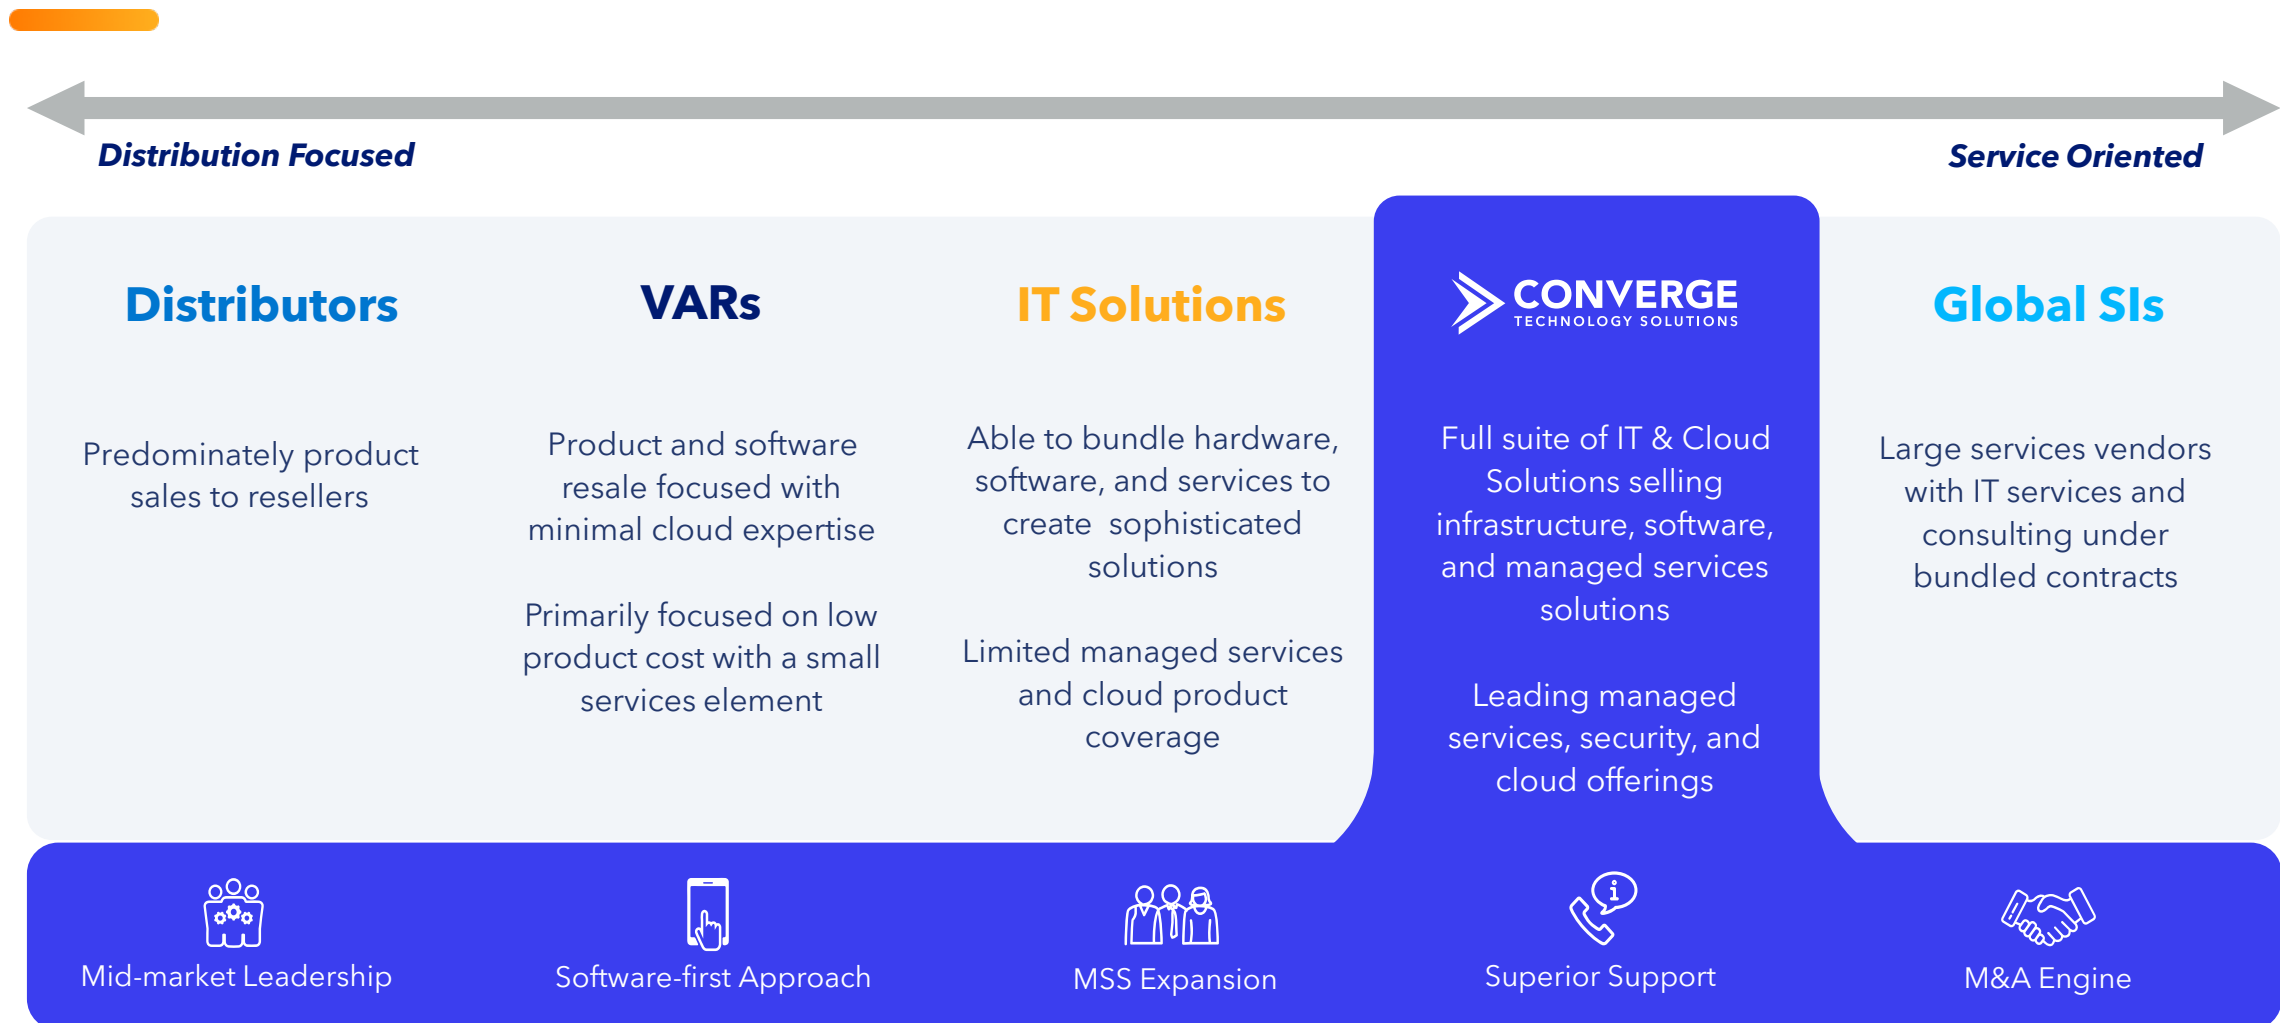 Distribution Focused
Service Oriented
Distributors
Predominately product
sales to resellers
VARs
Product and software
resale focused with
minimal cloud expertise
Primarily focused on low
product cost with a small
services element
IT Solutions
Able to bundle hardware,
software, and services to
create sophisticated
solutions
Limited managed services
and cloud product
coverage
CONVERGE
TECHNOLOGY SOLUTIONS
Full suite of IT & Cloud
Solutions selling
infrastructure, software,
and managed services
solutions
Leading managed
services, security, and
cloud offerings
Global SIs
Large services vendors
with IT services and
consulting under
bundled contracts
Mid-market Leadership
Software-first Approach
MSS Expansion
Superior Support
M&A Engine